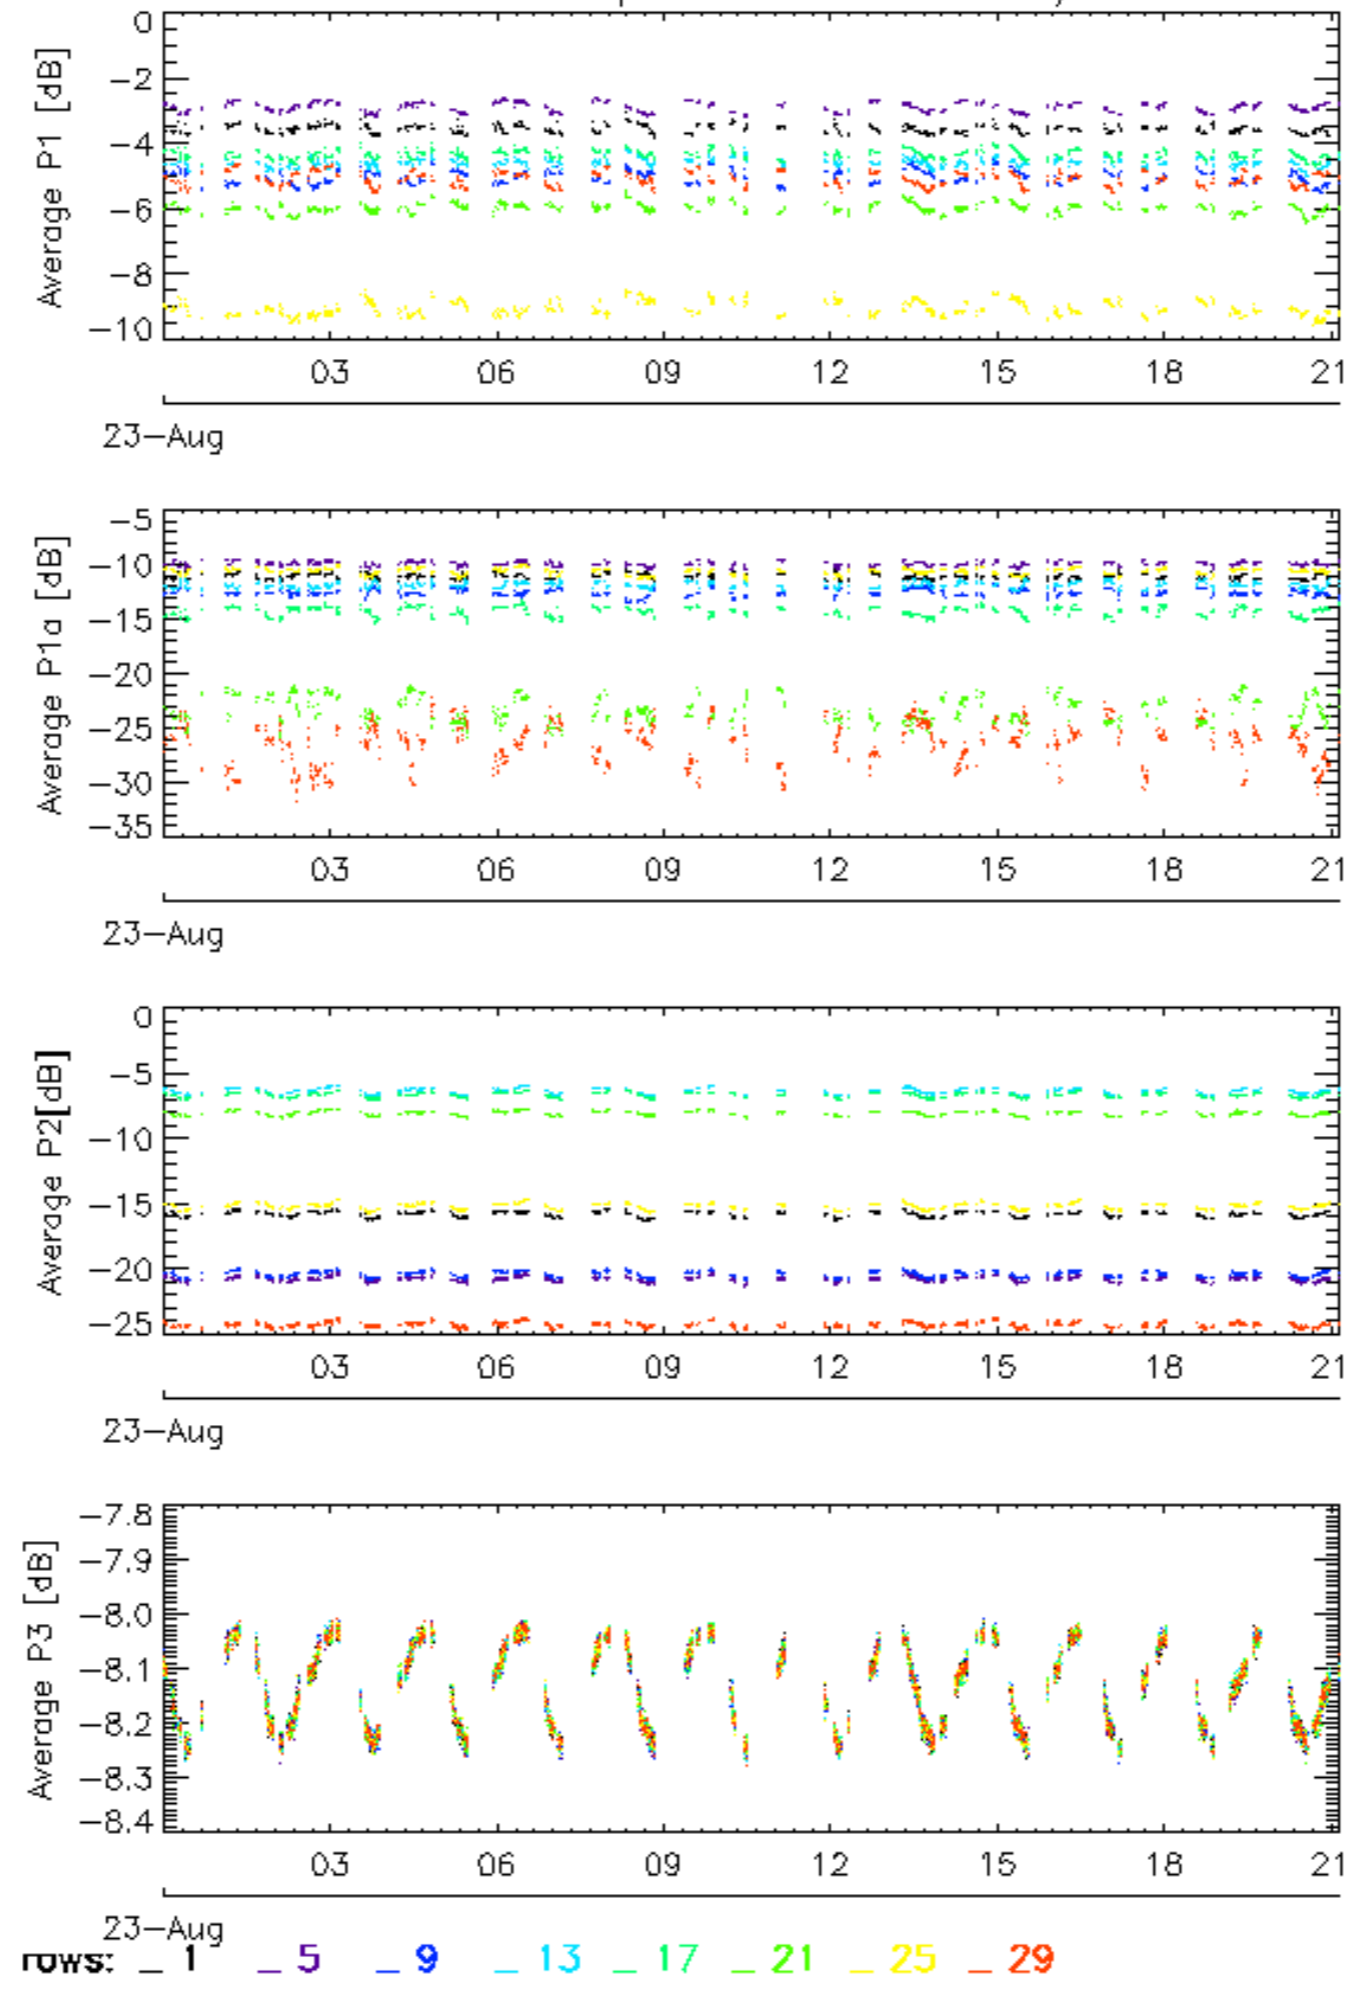 Average P1 [dB]
0
−2
−4
−6
−8
−10
03 06 09 12 15 18 21
23−Aug
Average P1a [dB]
−5
−10
−15
−20
−25
−30
−35
03 06 09 12 15 18 21
23−Aug
Average P2[dB]
0
−5
−10
−15
−20
−25
03 06 09 12 15 18 21
23−Aug
Average P3 [dB]
−7.8
−7.9
−8.0
−8.1
−8.2
−8.3
−8.4
03 06 09 12 15 18 21
23−Aug
rows: _ 1 _ 5 _ 9 _ 13 _ 17 _ 21 _ 25 _ 29